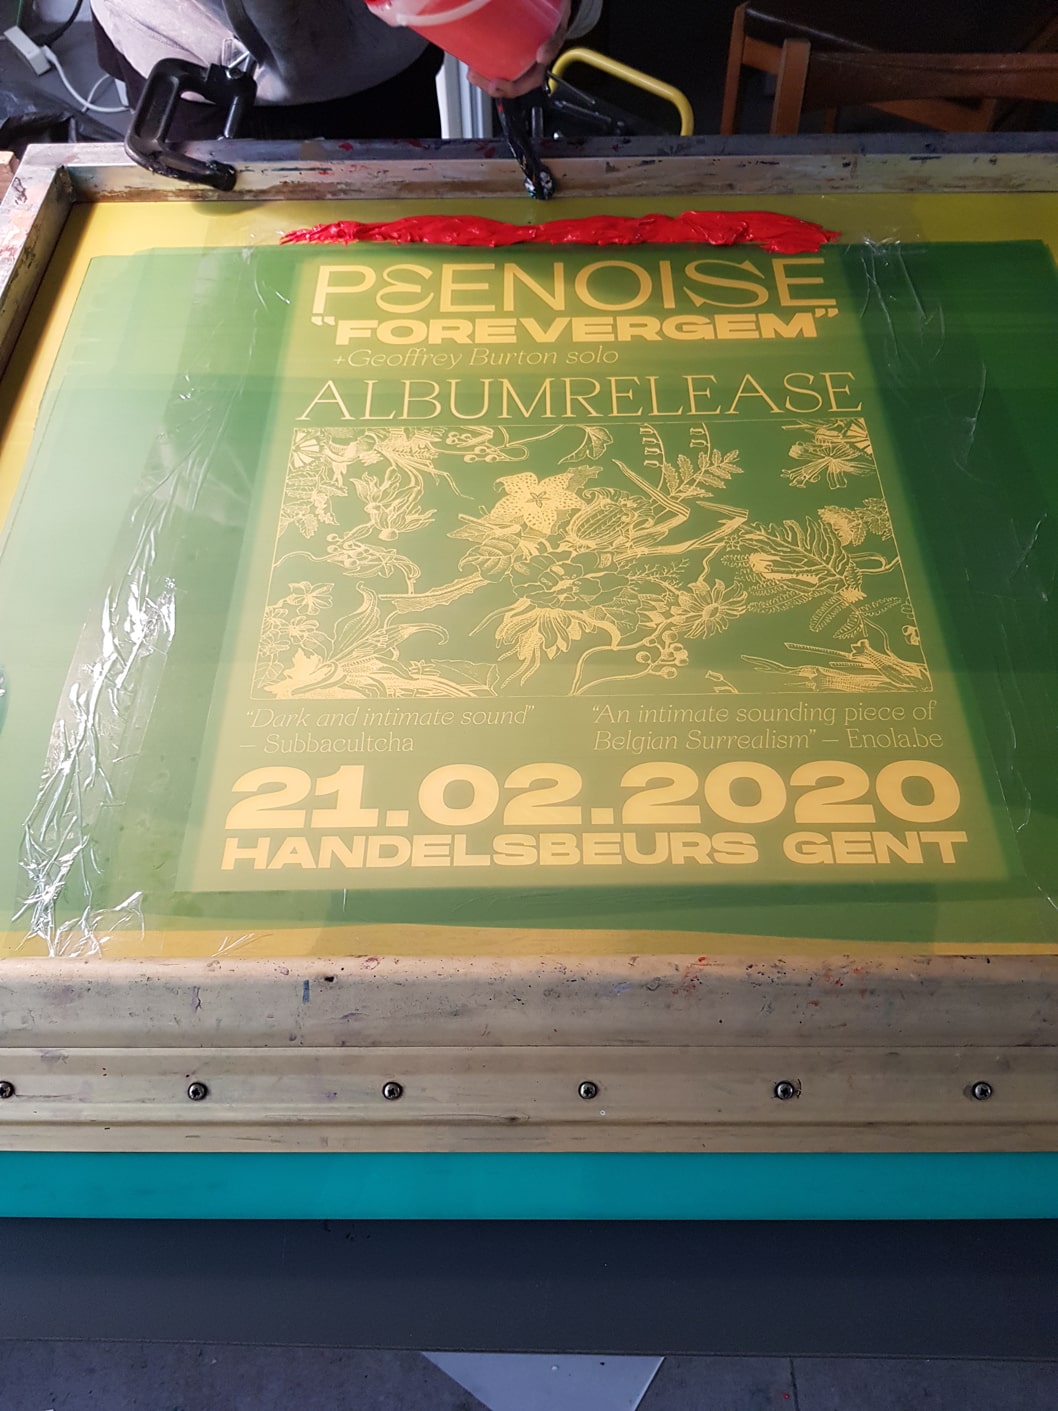 PEENOISE
“FOREVERGEM”
+Geoffrey Burton solo
ALBUMRELEASE
“Dark and intimate sound”
– Subbacultcha
“An intimate sounding piece of
Belgian Surrealism” – Enola.be
21.02.2020
HANDELSBEURS GENT